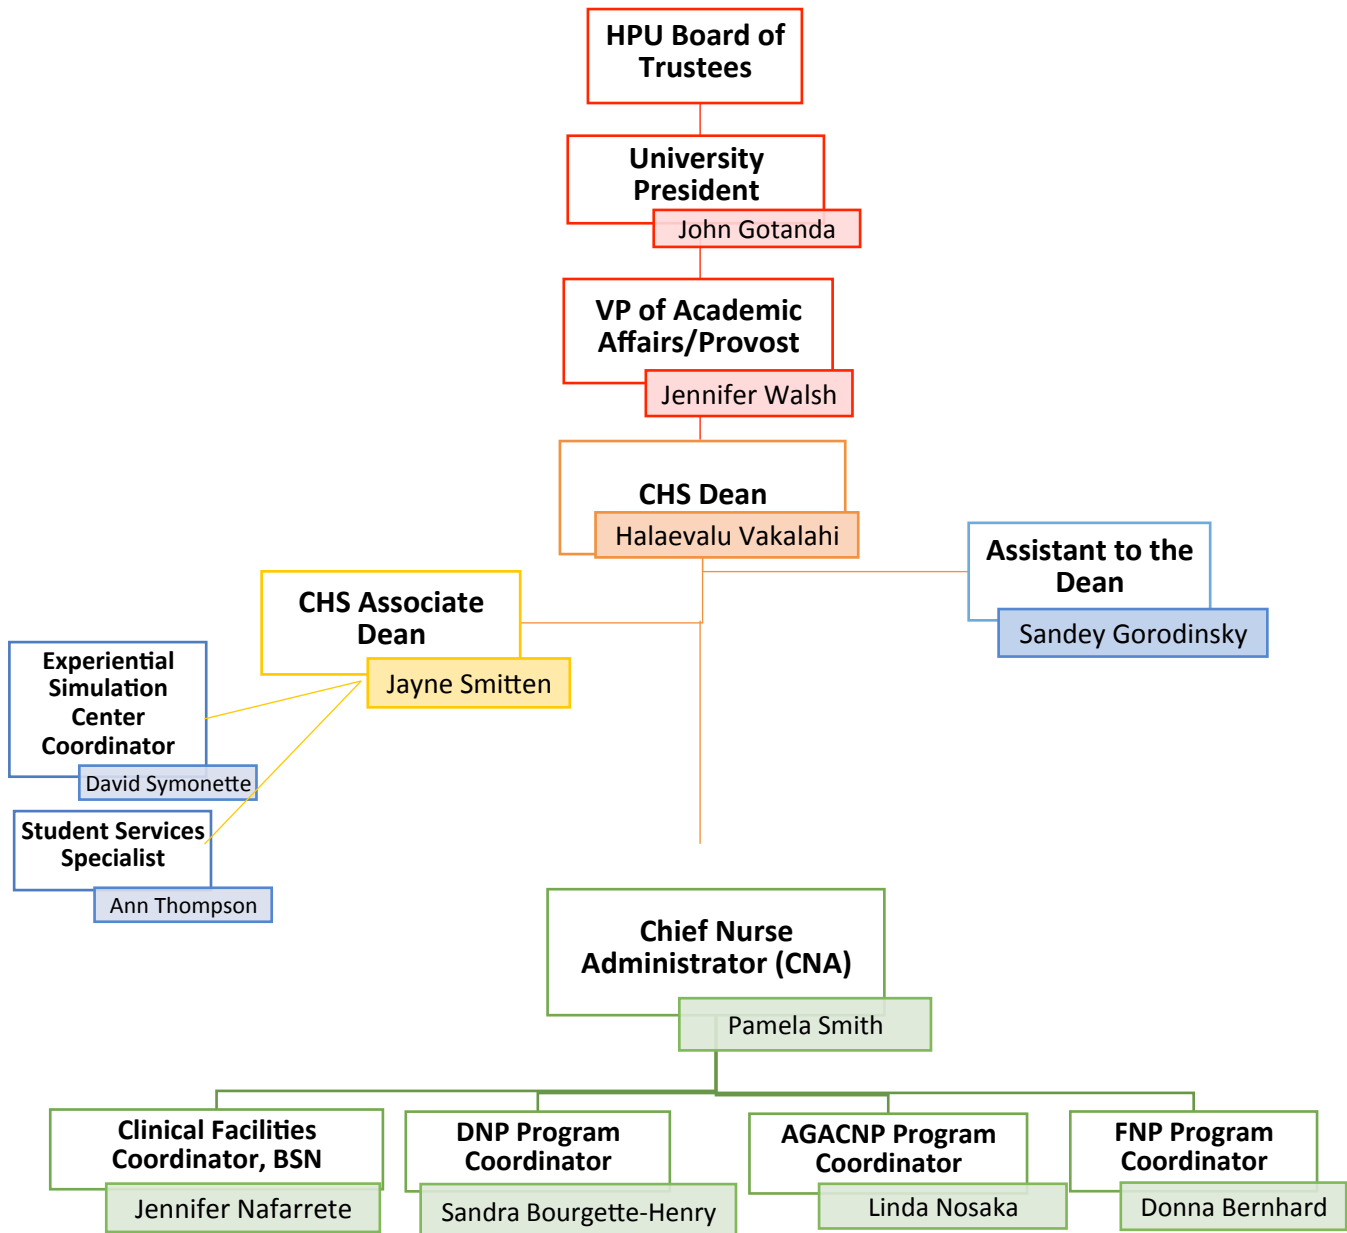 HPU Board of
Trustees
University
President
John Gotanda
VP of Academic
Affairs/Provost
Jennifer Walsh
CHS Dean
Halaevalu Vakalahi
Assistant to the
Dean
Sandey Gorodinsky
CHS Associate
Dean
Jayne Smitten
Experiential
Simulation
Center
Coordinator
David Symonette
Student Services
Specialist
Ann Thompson
Chief Nurse
Administrator (CNA)
Pamela Smith
Clinical Facilities
Coordinator, BSN
Jennifer Nafarrete
DNP Program
Coordinator
Sandra Bourgette-Henry
AGACNP Program
Coordinator
Linda Nosaka
FNP Program
Coordinator
Donna Bernhard